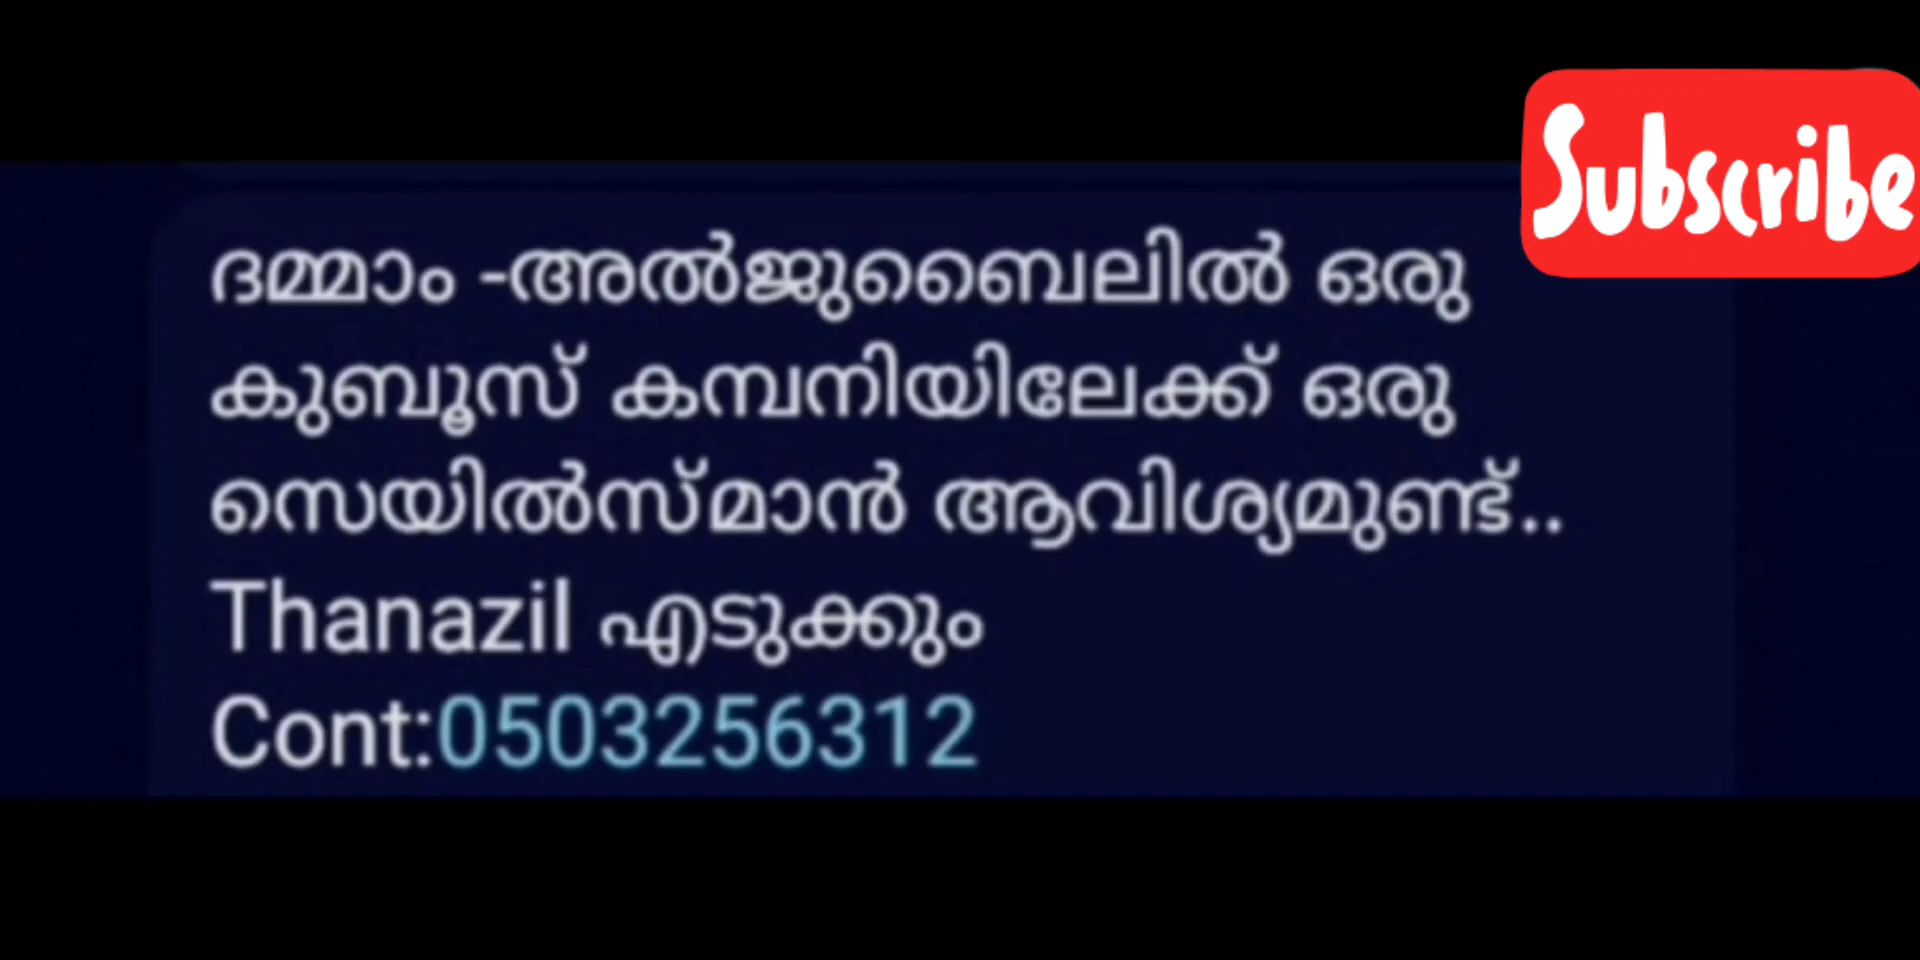 Subscribe
ദമ്മാം -അൽജുബൈലിൽ ഒരു
കുബൂസ് കമ്പനിയിലേക്ക് ഒരു
സെയിൽസ്മാൻ ആവിശ്യമുണ്ട്..
Thanazil എടുക്കും
Cont:0503256312